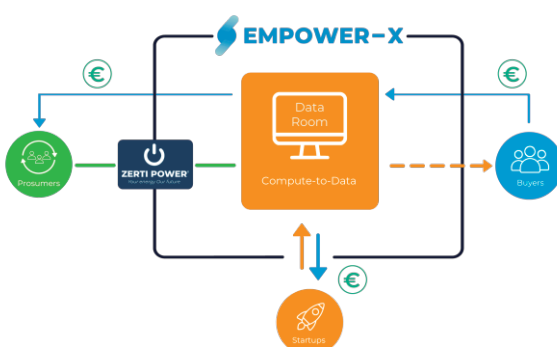 EMPOWER-X
€
€
Data
Room
Prosumers
ZERTI POWER
Your energy Our future
Compute-to-Data
Buyers
€
Startups